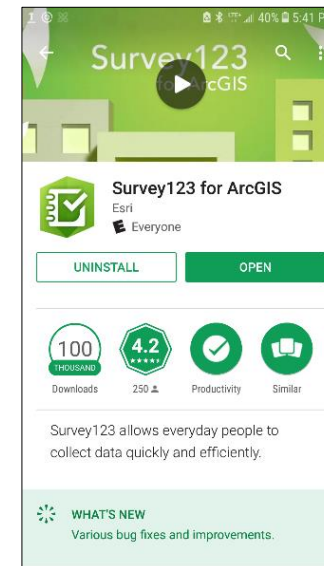 40% 5:41 P
Survey123
for ArcGIS
Survey123 for ArcGIS
Esri
E Everyone
UNINSTALL
OPEN
100
THOUSAND
4.2
Downloads
250
Productivity
Similar
Survey123 allows everyday people to
collect data quickly and efficiently.
WHAT'S NEW
Various bug fixes and improvements.